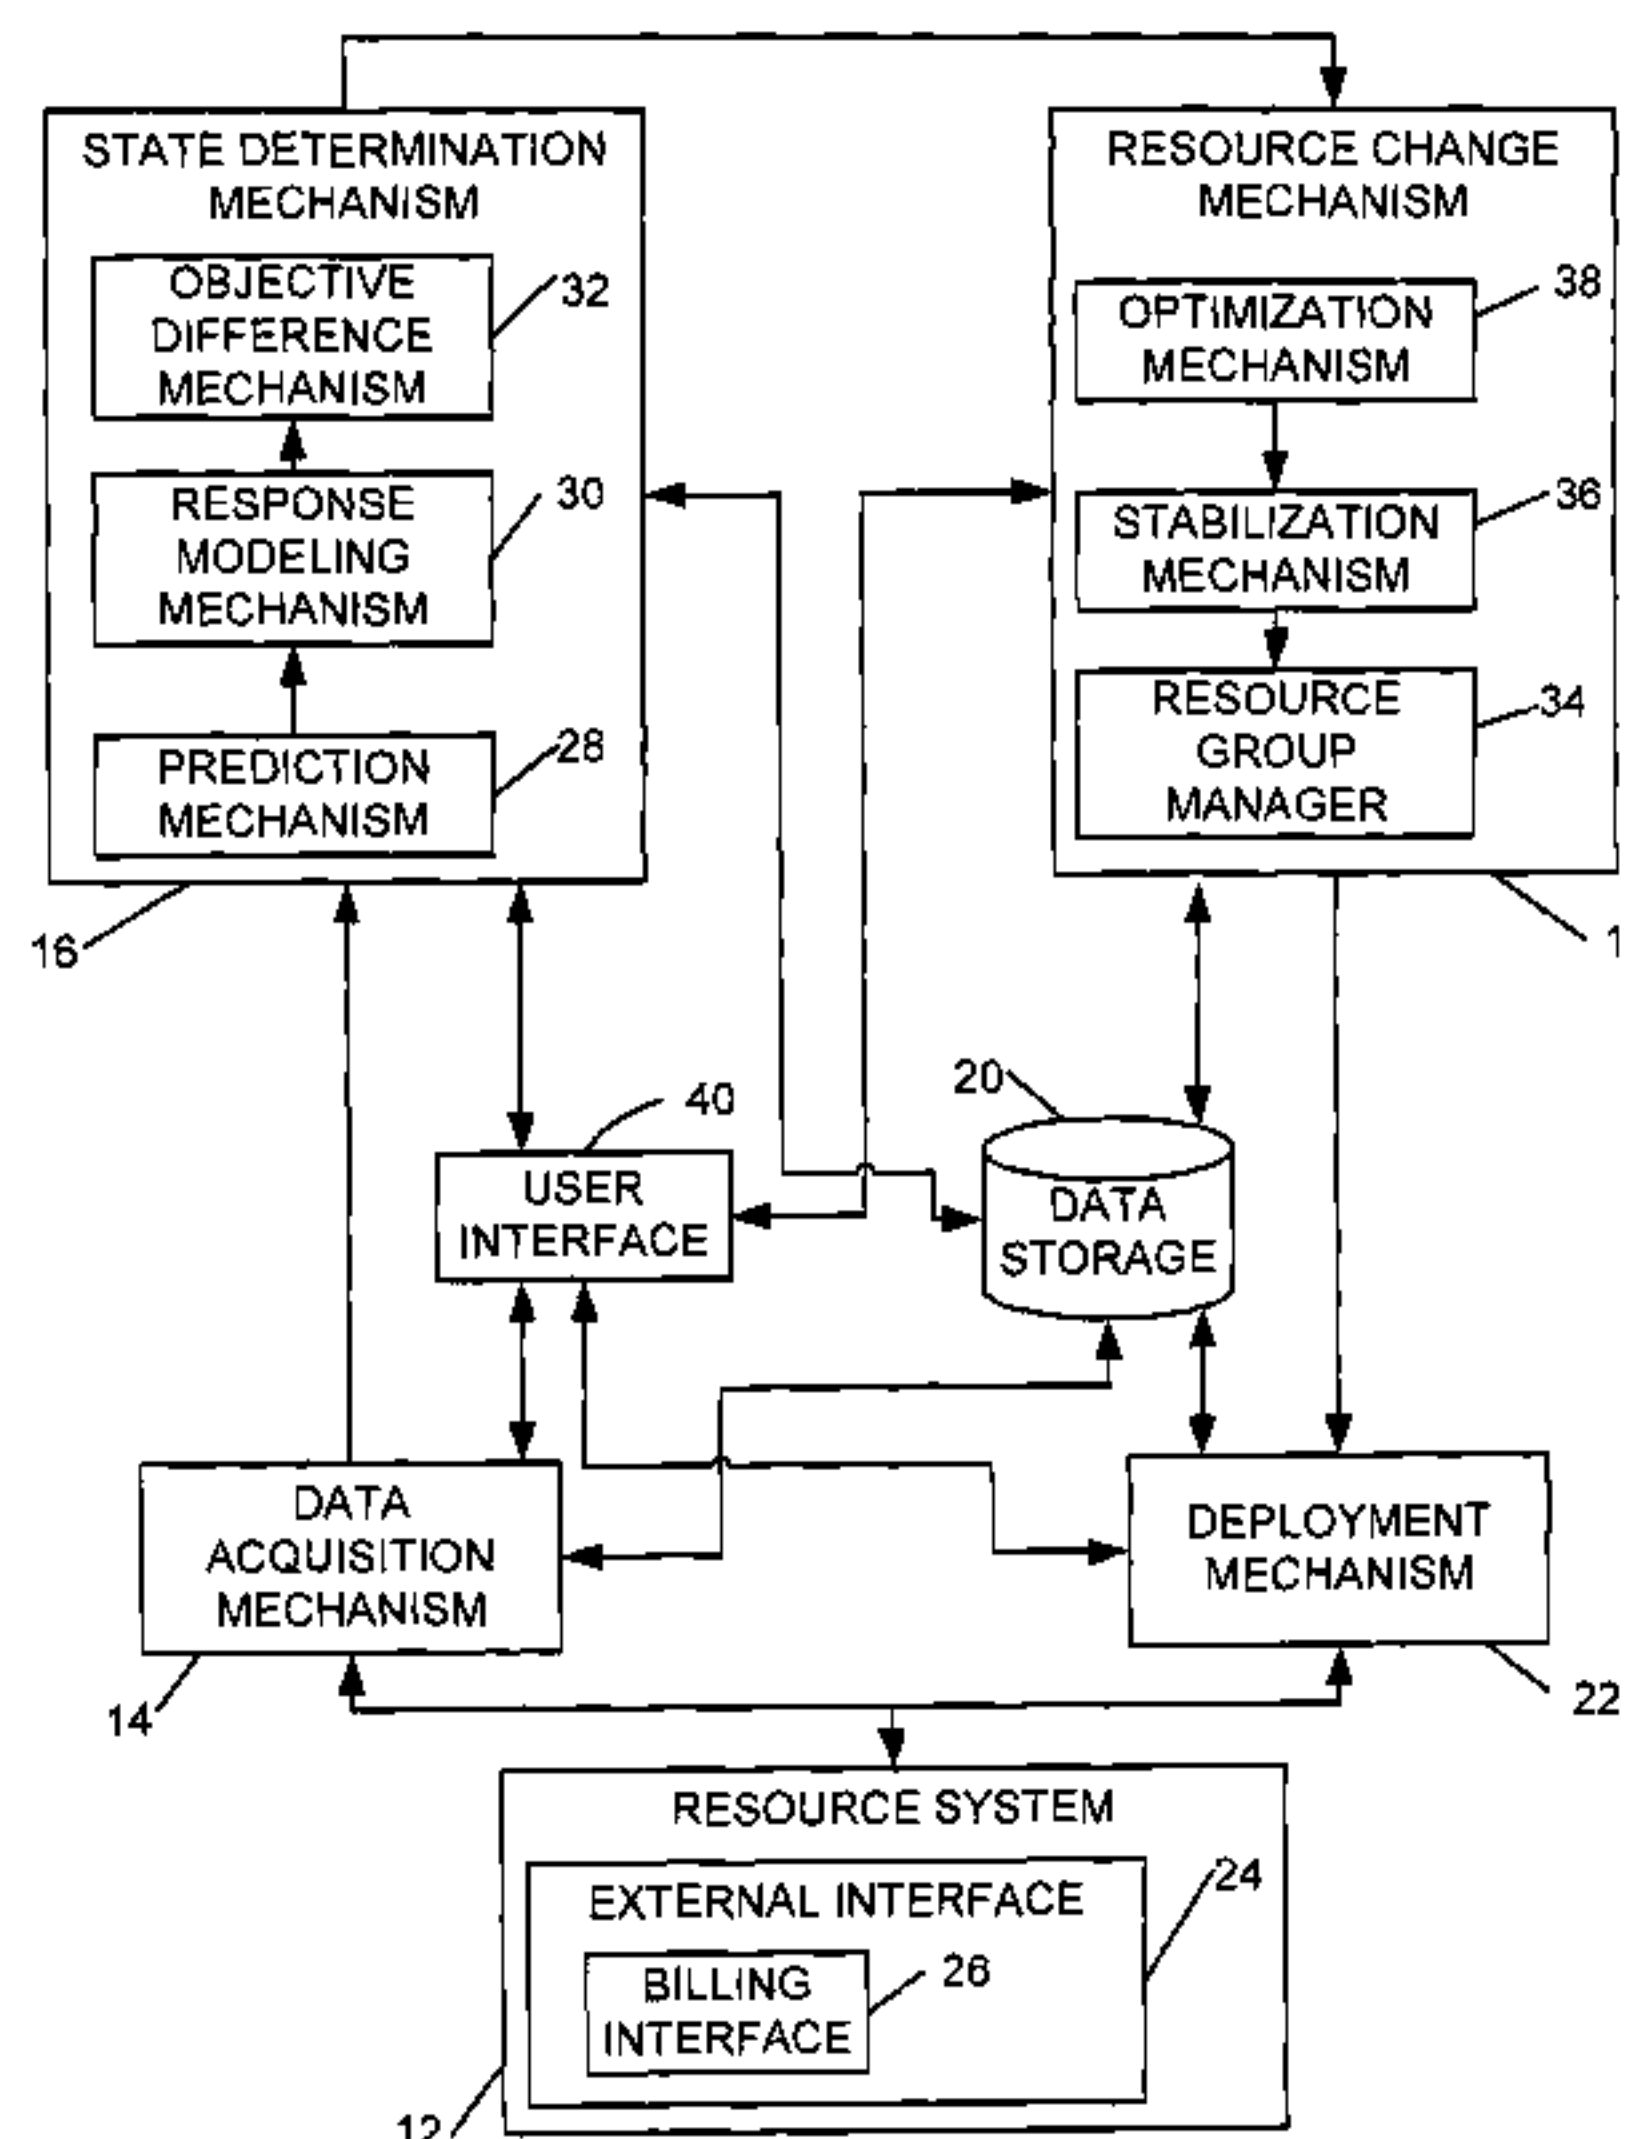 STATE DETERMINATION
MECHANISM
OBJECTIVE
DIFFERENCE
MECHANISM
32
RESPONSE
MODELING
MECHANISM
30
PREDICTION
MECHANISM
28
16
RESOURCE CHANGE
MECHANISM
OPTIMIZATION
MECHANISM
38
STABILIZATION
MECHANISM
36
RESOURCE
GROUP
MANAGER
34
1
40
USER
INTERFACE
20
DATA
STORAGE
DATA
ACQUISITION
MECHANISM
14
DEPLOYMENT
MECHANISM
22
RESOURCE SYSTEM
EXTERNAL INTERFACE
24
BILLING
INTERFACE
26
12